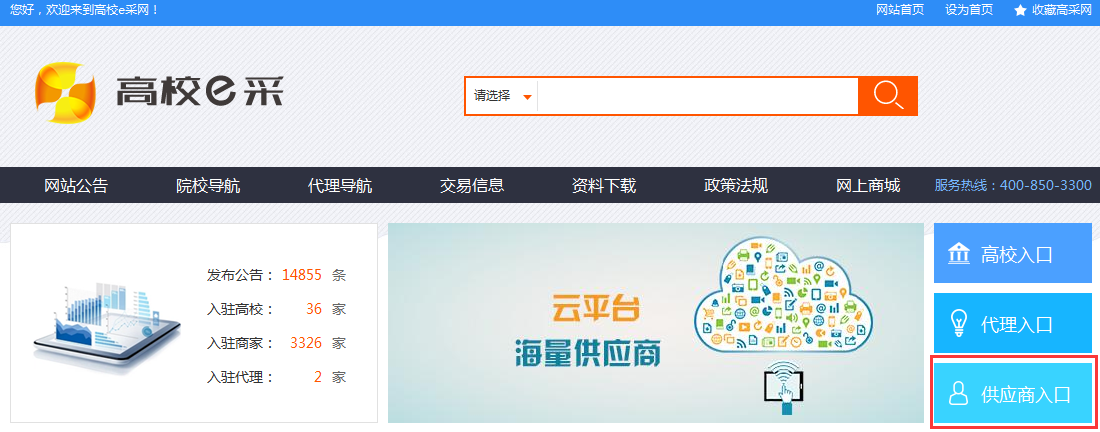 您好，欢迎来到高校e采网！
网站首页 设为首页 收藏高采网
高校e采
请选择
网站公告 院校导航 代理导航 交易信息 资料下载 政策法规 网上商城 服务热线：400-850-3300
发布公告： 14855 条
入驻高校： 36 家
入驻商家： 3326 家
入驻代理： 2 家
云平台
海量供应商
高校入口
代理入口
供应商入口